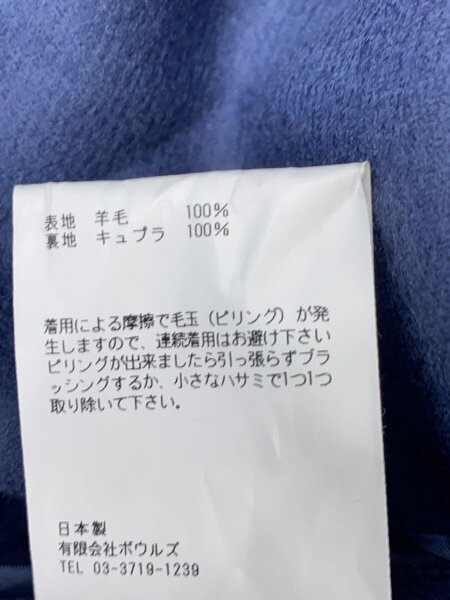 表地 羊毛 100%
裏地 キュプラ 100%
着用による摩擦で毛玉（ピリング）が発
生しますので、連続着用はお避け下さい
ピリングが出来ましたら引っ張らずブラ
ッシングするか、小さなハサミで1つ1つ
取り除いて下さい。
日本製
有限会社ボウルズ
TEL 03-3719-1239